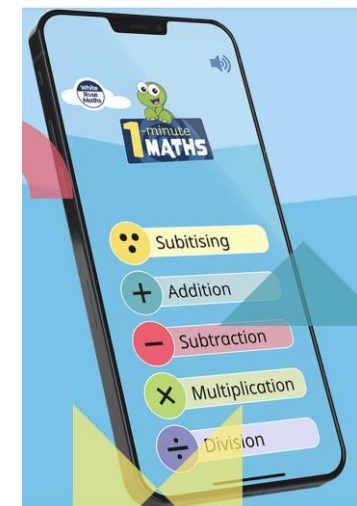 White
Rose
Maths
1-minute
MATHS
Subitising
Addition
Subtraction
Multiplication
Division